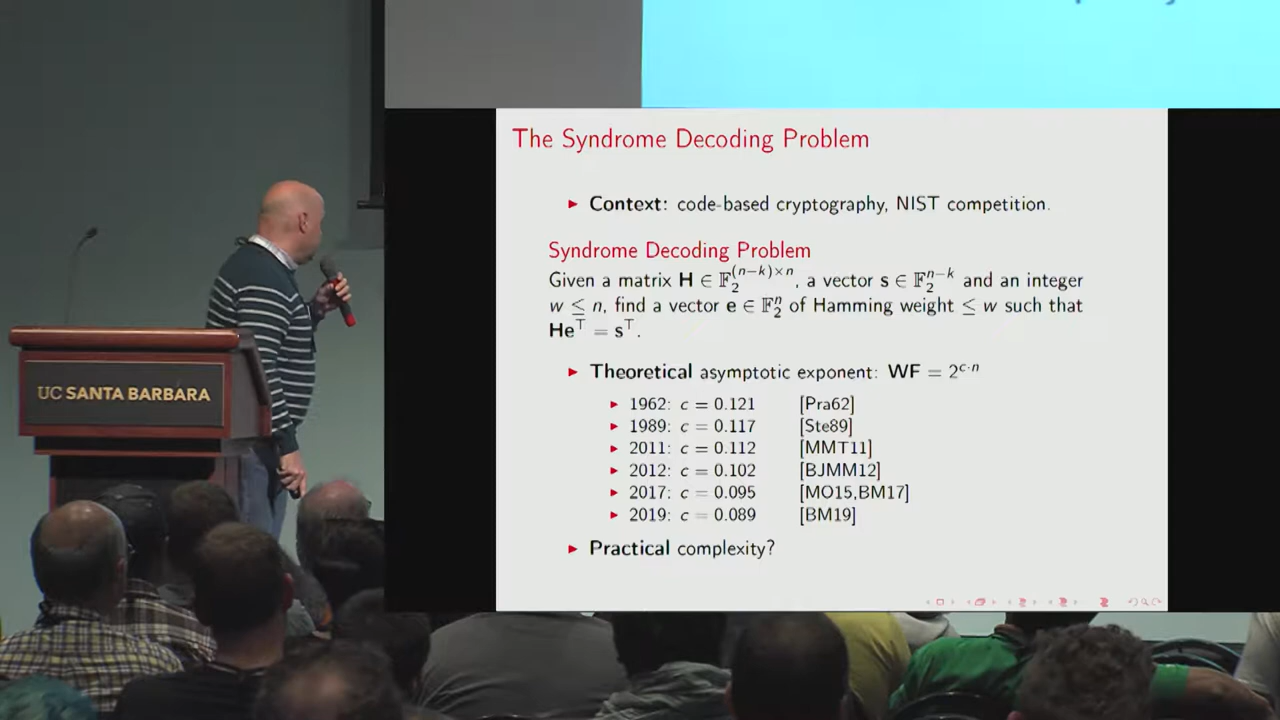 The Syndrome Decoding Problem
▶ Context: code-based cryptography, NIST competition.
Syndrome Decoding Problem
Given a matrix H ∈ F₂^{(n−k)×n}, a vector s ∈ F₂^{n−k} and an integer
w ≤ n, find a vector e ∈ F₂^n of Hamming weight ≤ w such that
He^⊤ = s^⊤.
▶ Theoretical asymptotic exponent: WF = 2^{c·n}
▶ 1962: c = 0.121 [Pra62]
▶ 1989: c = 0.117 [Ste89]
▶ 2011: c = 0.112 [MMT11]
▶ 2012: c = 0.102 [BJMM12]
▶ 2017: c = 0.095 [MO15,BM17]
▶ 2019: c = 0.089 [BM19]
▶ Practical complexity?
UC SANTA BARBARA